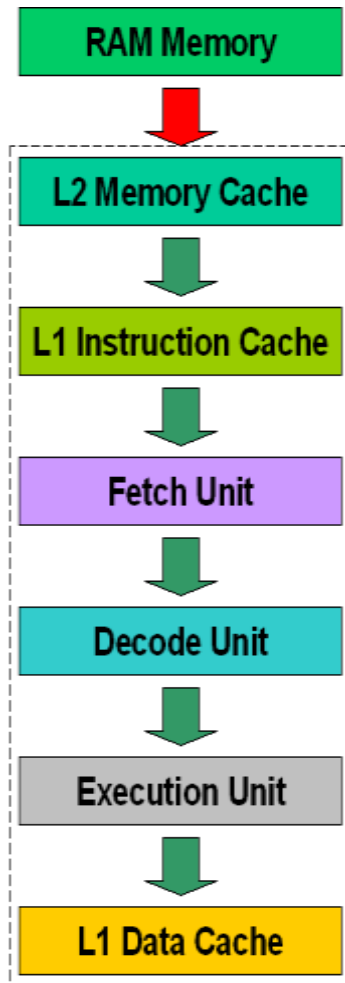 RAM Memory
L2 Memory Cache
L1 Instruction Cache
Fetch Unit
Decode Unit
Execution Unit
L1 Data Cache